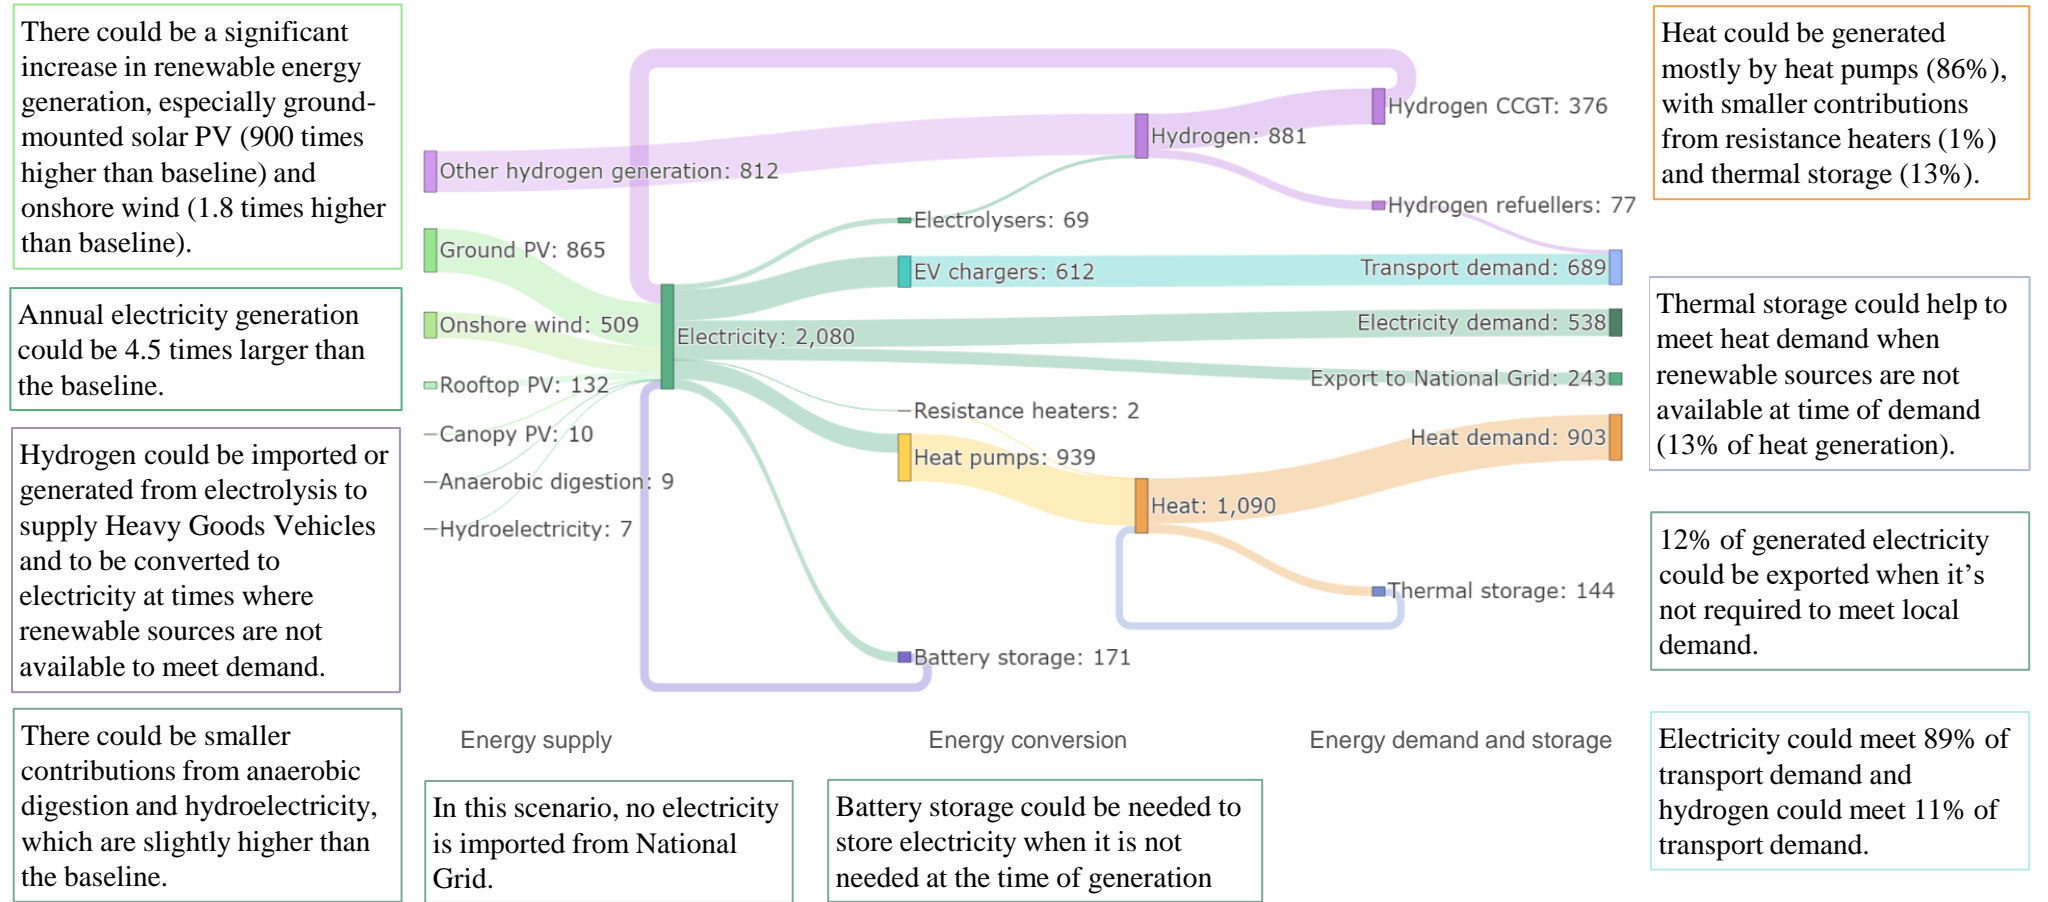 There could be a significant
increase in renewable energy
generation, especially ground-
mounted solar PV (900 times
higher than baseline) and
onshore wind (1.8 times higher
than baseline).
Annual electricity generation
could be 4.5 times larger than
the baseline.
Hydrogen could be imported or
generated from electrolysis to
supply Heavy Goods Vehicles
and to be converted to
electricity at times where
renewable sources are not
available to meet demand.
There could be smaller
contributions from anaerobic
digestion and hydroelectricity,
which are slightly higher than
the baseline.
Other hydrogen generation: 812
Ground PV: 865
Onshore wind: 509
Rooftop PV: 132
Canopy PV: 10
Anaerobic digestion: 9
Hydroelectricity: 7
Electricity: 2,080
Electrolysers: 69
EV chargers: 612
Resistance heaters: 2
Heat pumps: 939
Battery storage: 171
Hydrogen: 881
Heat: 1,090
Hydrogen CCGT: 376
Hydrogen refuellers: 77
Thermal storage: 144
Transport demand: 689
Electricity demand: 538
Export to National Grid: 243
Heat demand: 903
Energy supply
Energy conversion
Energy demand and storage
In this scenario, no electricity
is imported from National
Grid.
Battery storage could be needed to
store electricity when it is not
needed at the time of generation
Heat could be generated
mostly by heat pumps (86%),
with smaller contributions
from resistance heaters (1%)
and thermal storage (13%).
Thermal storage could help to
meet heat demand when
renewable sources are not
available at time of demand
(13% of heat generation).
12% of generated electricity
could be exported when it’s
not required to meet local
demand.
Electricity could meet 89% of
transport demand and
hydrogen could meet 11% of
transport demand.